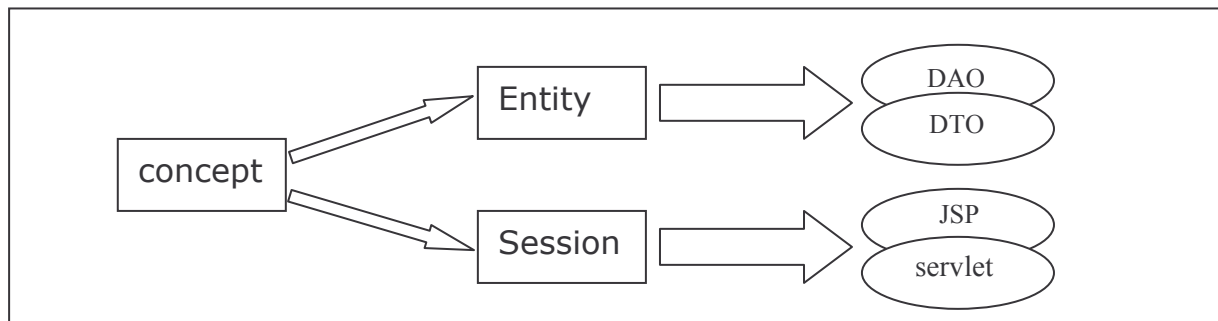 concept
Entity
Session
DAO
DTO
JSP
servlet